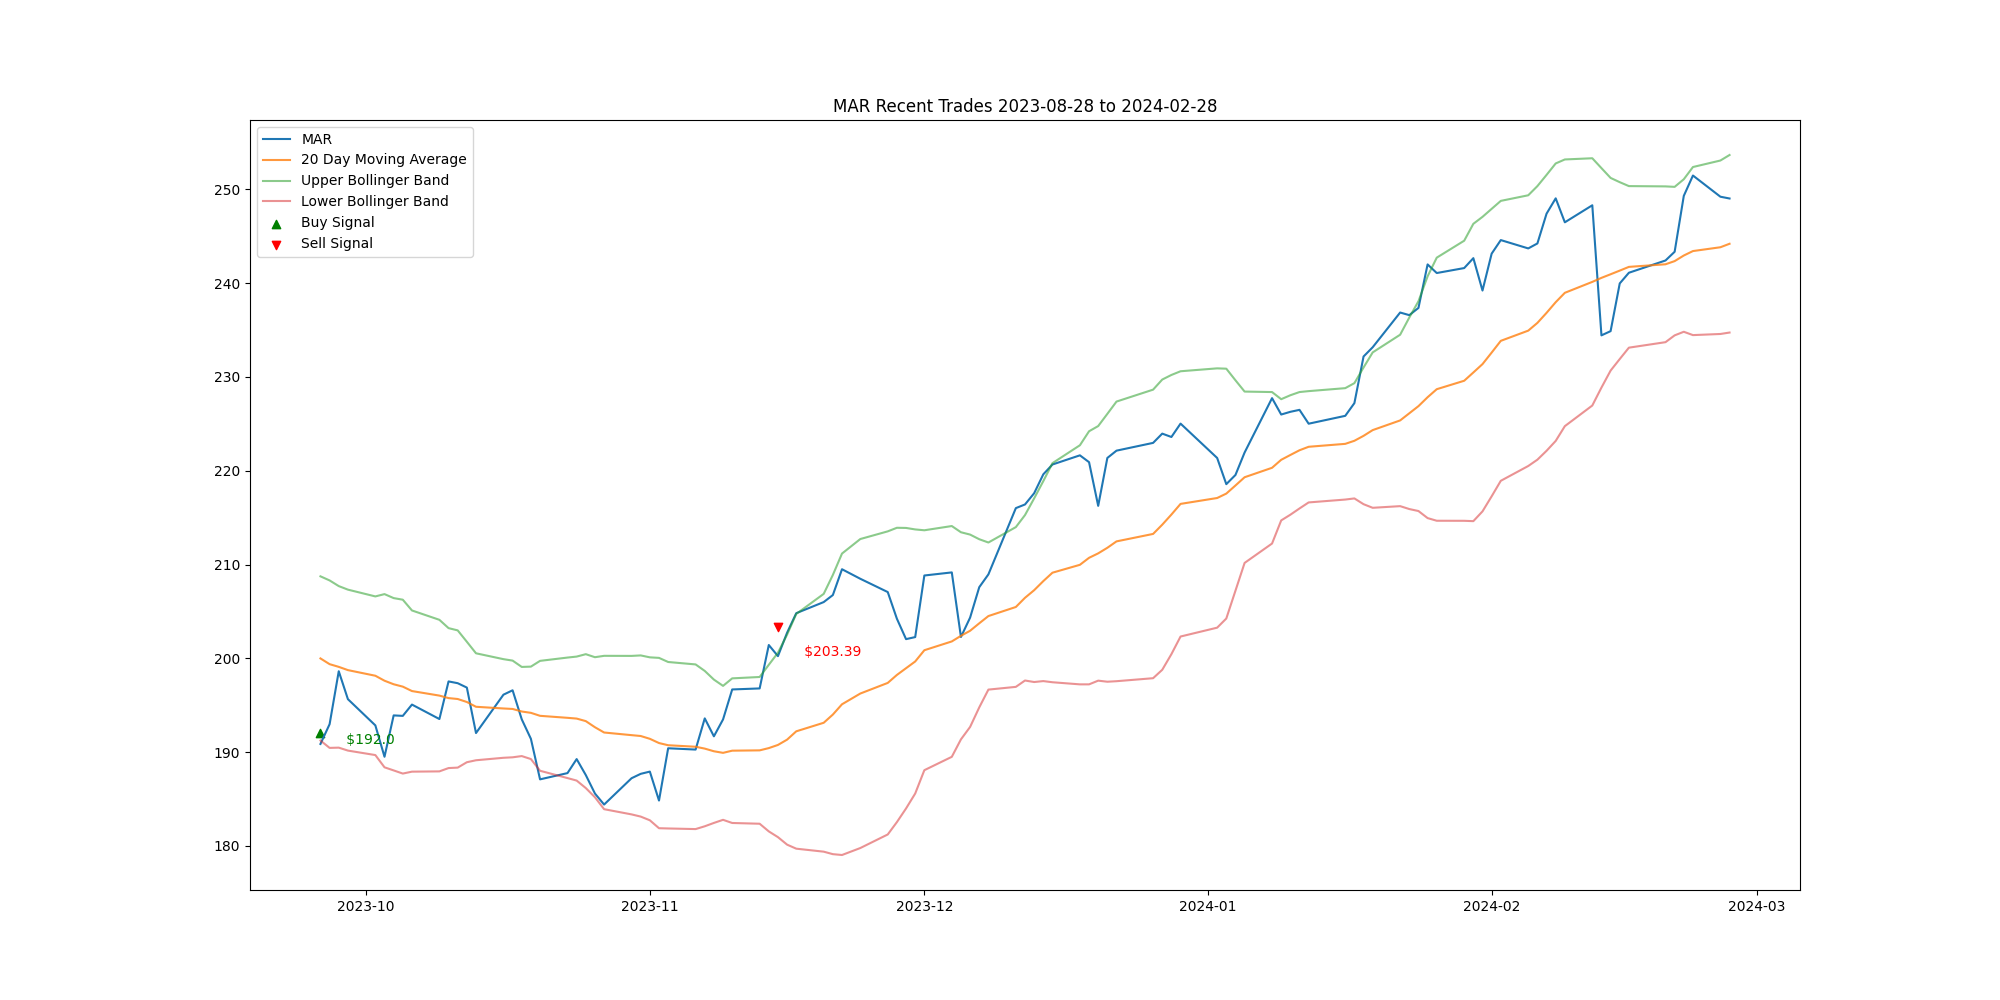 MAR Recent Trades 2023-08-28 to 2024-02-28
MAR
20 Day Moving Average
Upper Bollinger Band
Lower Bollinger Band
Buy Signal
Sell Signal
250
240
230
220
210
200
190
180
$203.39
$192.0
2023-10
2023-11
2023-12
2024-01
2024-02
2024-03